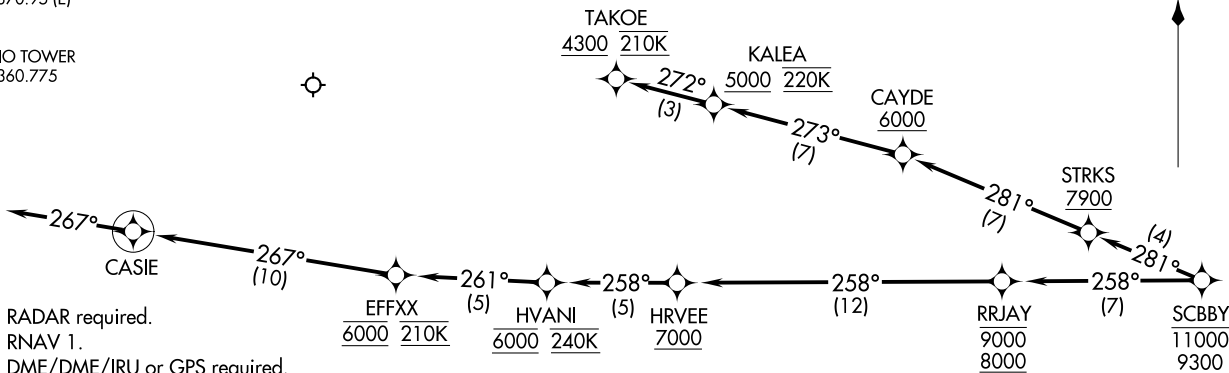 370.95 (E)
IO TOWER
360.775
TAKOE
4300 210K
272°
(3)
KALEA
5000 220K
273°
(7)
CAYDE
6000
281°
(7)
STRKS
7900
(4)
281°
267°
CASIE
267°
(10)
EFFXX
6000 210K
261°
(5)
HVANI
6000 240K
258°
(5)
HRVEE
7000
258°
(12)
RRJAY
9000
8000
258°
(7)
SCBBY
11000
9300
RADAR required.
RNAV 1.
DME/DME/IRU or GPS required.